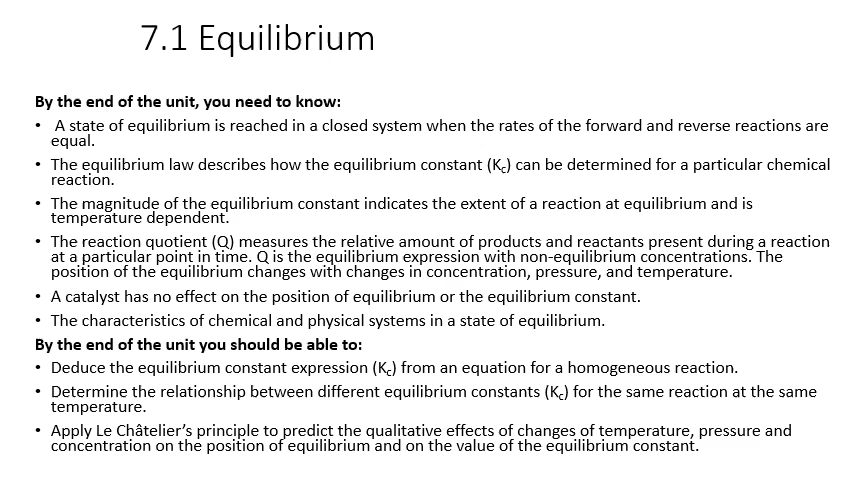 7.1 Equilibrium
By the end of the unit, you need to know:
• A state of equilibrium is reached in a closed system when the rates of the forward and reverse reactions are
equal.
• The equilibrium law describes how the equilibrium constant (Kc) can be determined for a particular chemical
reaction.
• The magnitude of the equilibrium constant indicates the extent of a reaction at equilibrium and is
temperature dependent.
• The reaction quotient (Q) measures the relative amount of products and reactants present during a reaction
at a particular point in time. Q is the equilibrium expression with non-equilibrium concentrations. The
position of the equilibrium changes with changes in concentration, pressure, and temperature.
• A catalyst has no effect on the position of equilibrium or the equilibrium constant.
• The characteristics of chemical and physical systems in a state of equilibrium.
By the end of the unit you should be able to:
• Deduce the equilibrium constant expression (Kc) from an equation for a homogeneous reaction.
• Determine the relationship between different equilibrium constants (Kc) for the same reaction at the same
temperature.
• Apply Le Châtelier’s principle to predict the qualitative effects of changes of temperature, pressure and
concentration on the position of equilibrium and on the value of the equilibrium constant.